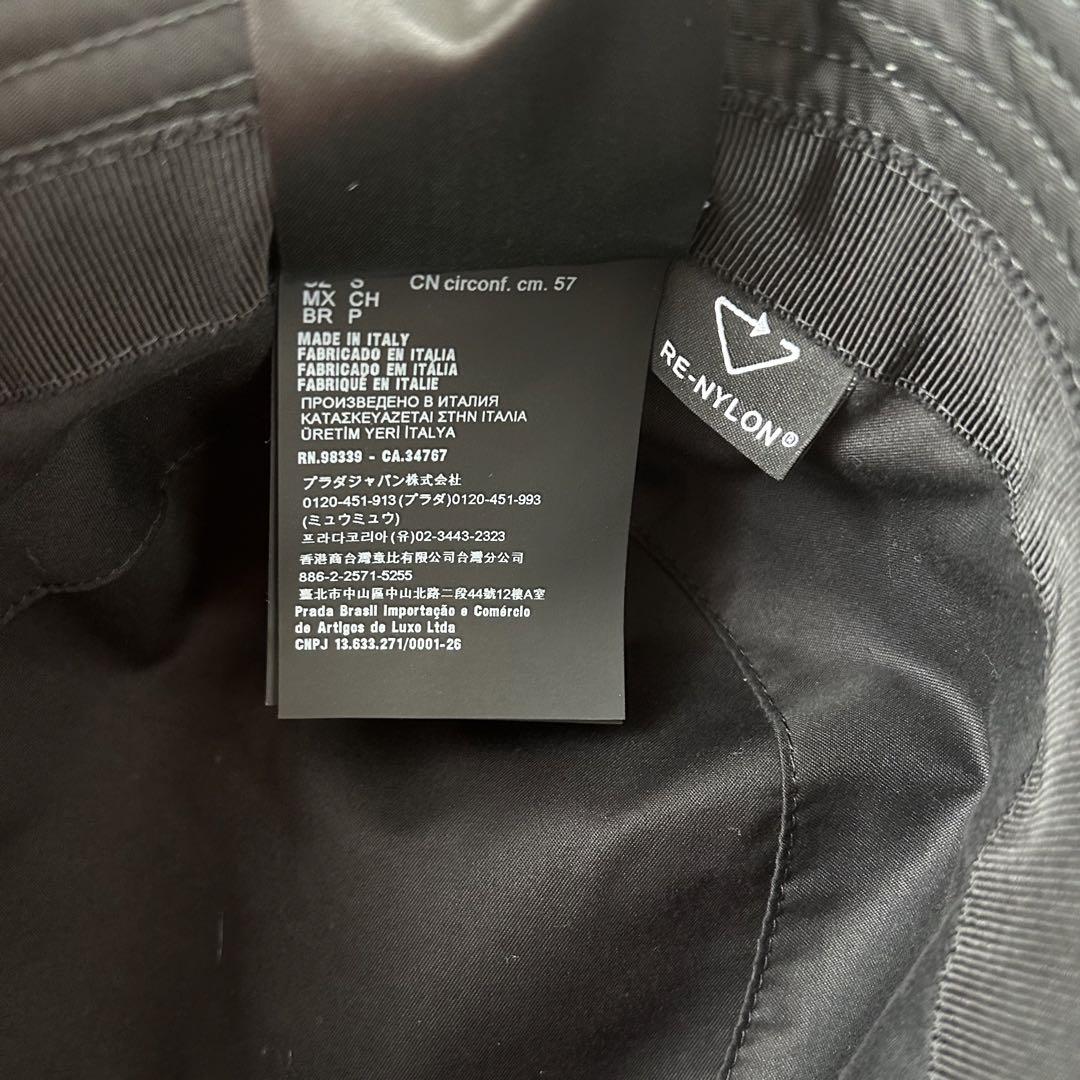 S CN circonf. cm. 57
MX CH
BR P
MADE IN ITALY
FABRICADO EN ITALIA
FABRICADO EM ITÁLIA
FABRIQUÉ EN ITALIE
ПРОИЗВЕДЕНО В ИТАЛИЯ
ΚΑΤΑΣΚΕΥΑΖΕΤΑΙ ΣΤΗΝ ΙΤΑΛΙΑ
ÜRETİM YERİ İTALYA
RN.98339 - CA.34767
プラダジャパン株式会社
0120-451-913(プラダ)0120-451-993
(ミュウミュウ)
프라다코리아(유)02-3443-2323
香港商台灣童比有限公司台灣分公司
886-2-2571-5255
臺北市中山區中山北路二段44號12樓A室
Prada Brasil Importação e Comércio
de Artigos de Luxo Ltda
CNPJ 13.633.271/0001-26
RE-NYLON®